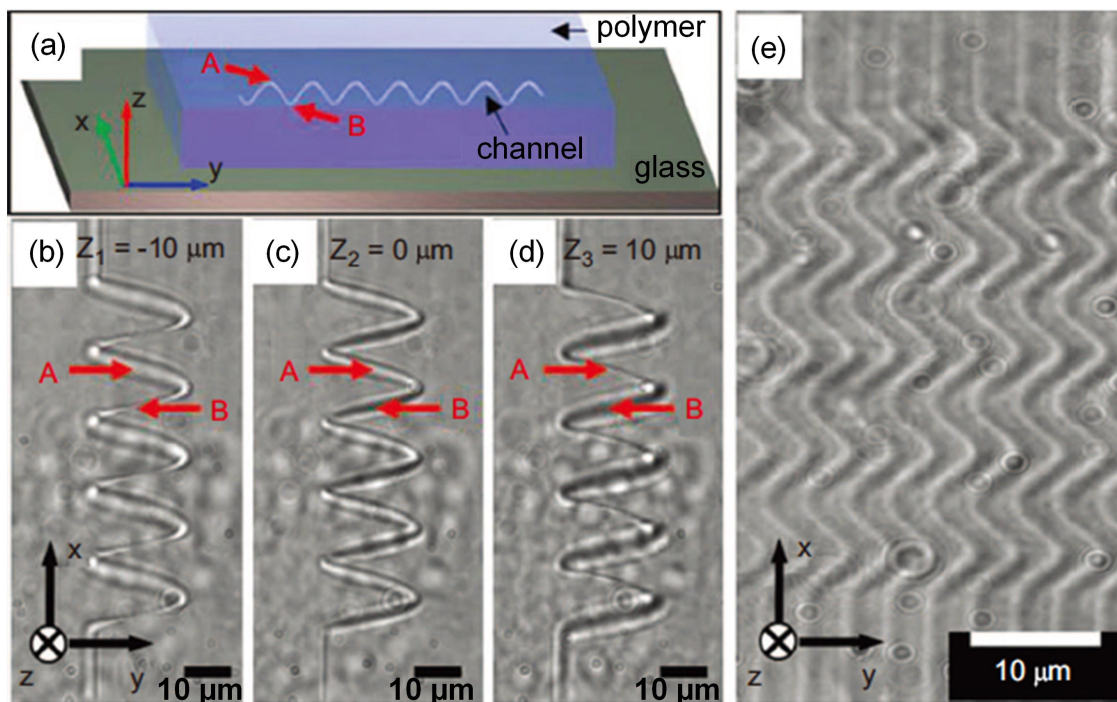 (a)
polymer
A
B
z
x
y
channel
glass
(b) Z1 = -10 μm
A
B
x
z
y
10 μm
(c) Z2 = 0 μm
A
B
10 μm
(d) Z3 = 10 μm
A
B
10 μm
(e)
x
z
y
10 μm